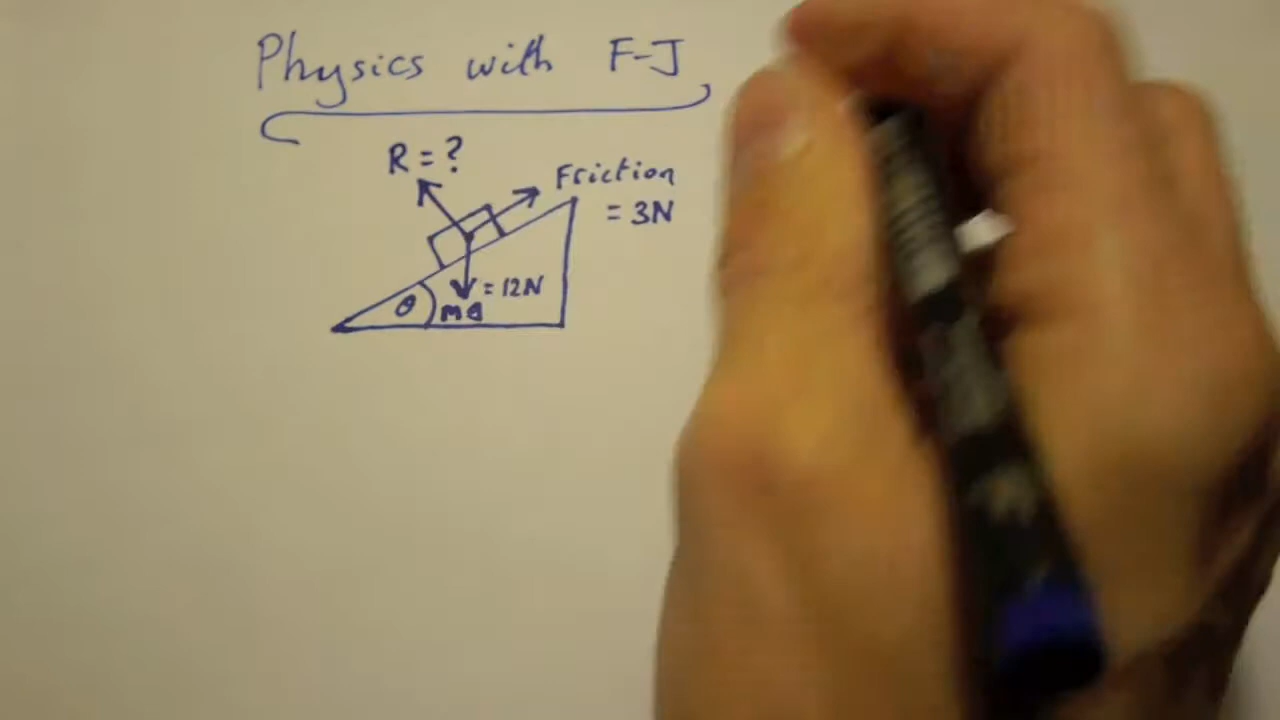 Physics with F-J
R = ?
Friction
= 3N
= 12N
θ
mg